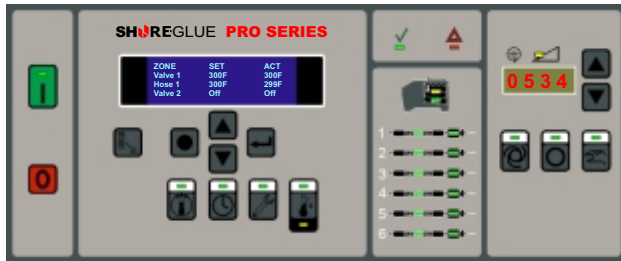 SHOREGLUE PRO SERIES
ZONE SET ACT
Valve 1 300F 300F
Hose 1 300F 299F
Valve 2 Off Off
0534
1
2
3
4
5
6